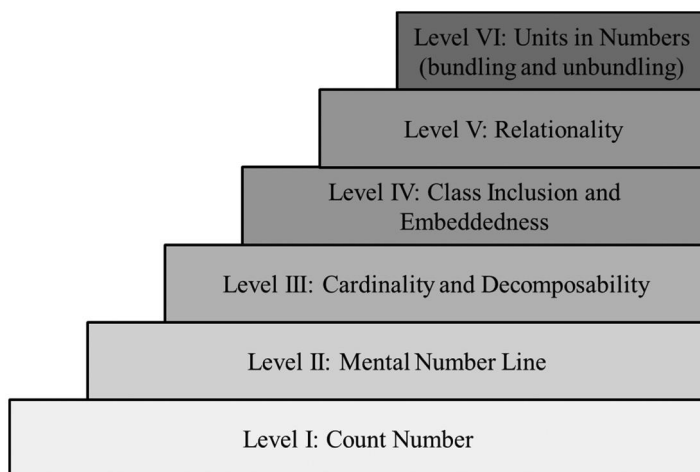 Level VI: Units in Numbers
(bundling and unbundling)
Level V: Relationality
Level IV: Class Inclusion and
Embeddedness
Level III: Cardinality and Decomposability
Level II: Mental Number Line
Level I: Count Number